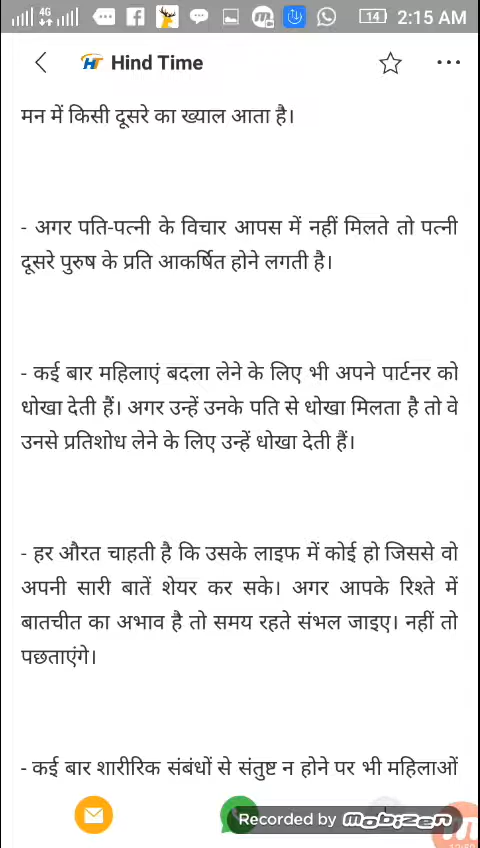 4G
14 2:15 AM
Hind Time
मन में किसी दूसरे का ख्याल आता है।
- अगर पति-पत्नी के विचार आपस में नहीं मिलते तो पत्नी
दूसरे पुरुष के प्रति आकर्षित होने लगती है।
- कई बार महिलाएं बदला लेने के लिए भी अपने पार्टनर को
धोखा देती हैं। अगर उन्हें उनके पति से धोखा मिलता है तो वे
उनसे प्रतिशोध लेने के लिए उन्हें धोखा देती हैं।
- हर औरत चाहती है कि उसके लाइफ में कोई हो जिससे वो
अपनी सारी बातें शेयर कर सके। अगर आपके रिश्ते में
बातचीत का अभाव है तो समय रहते संभल जाइए। नहीं तो
पछताएंगे।
- कई बार शारीरिक संबंधों से संतुष्ट न होने पर भी महिलाओं
Recorded by mobizen